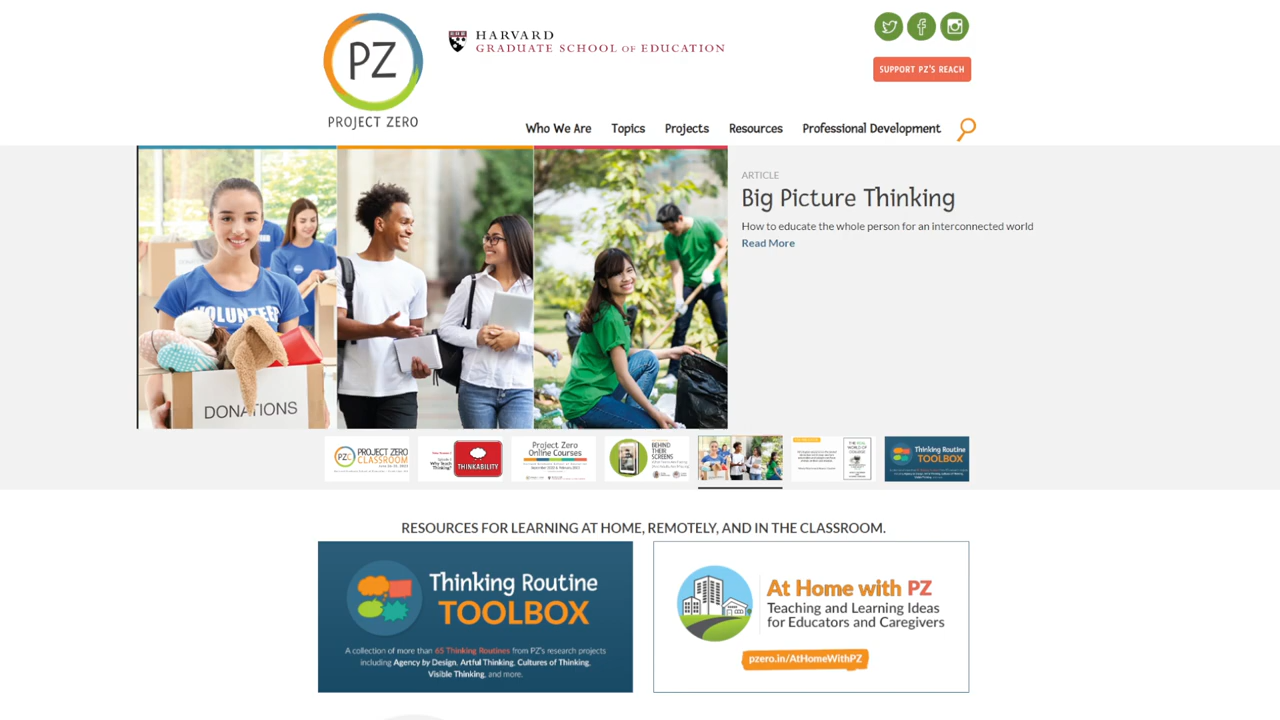 PZ
PROJECT ZERO
HARVARD
GRADUATE SCHOOL OF EDUCATION
SUPPORT PZ'S REACH
Who We Are
Topics
Projects
Resources
Professional Development
VOLUNTEER
DONATIONS
ARTICLE
Big Picture Thinking
How to educate the whole person for an interconnected world
Read More
PZC
PROJECT ZERO
CLASSROOM
Why Teach
Thinking?
THINKABILITY
Project Zero
Online Courses
BEHIND
THEIR
SCREENS
Thinking Routine
TOOLBOX
RESOURCES FOR LEARNING AT HOME, REMOTELY, AND IN THE CLASSROOM.
Thinking Routine
TOOLBOX
A collection of more than 65 Thinking Routines from PZ's research projects
including Agency by Design, Artful Thinking, Cultures of Thinking,
Visible Thinking, and more.
At Home with PZ
Teaching and Learning Ideas
for Educators and Caregivers
pzero.in/AtHomeWithPZ